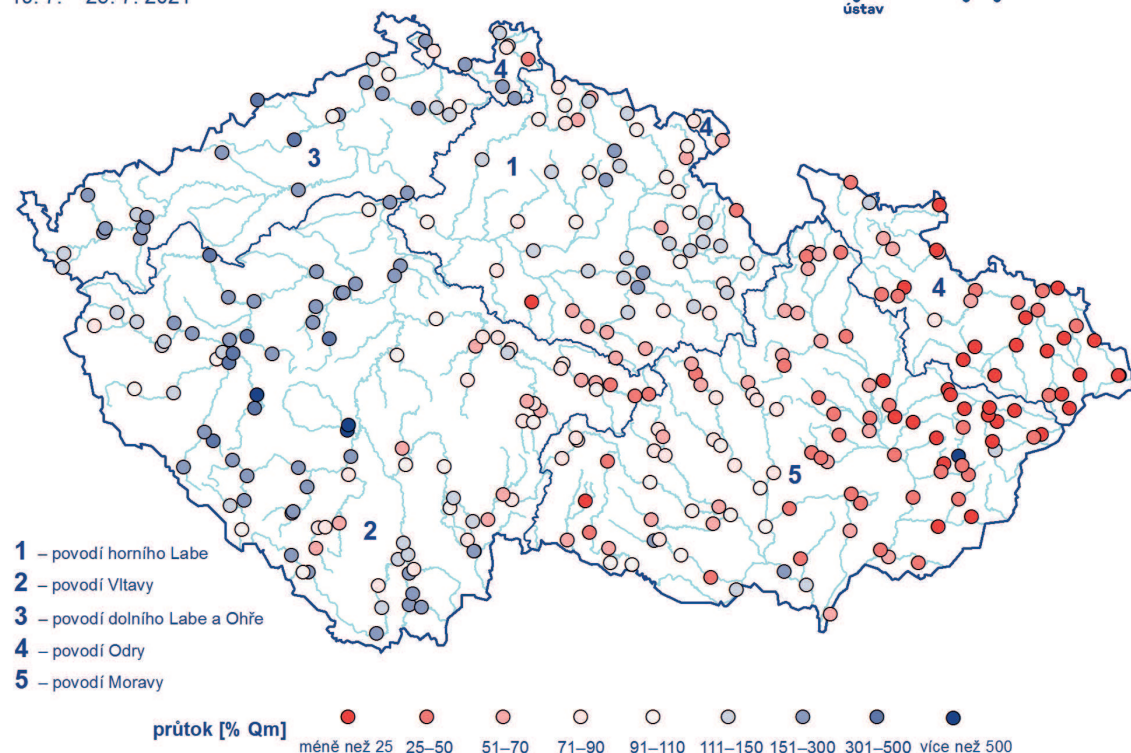 ústav
4
4
3
1
4
5
2
1 – povodí horního Labe
2 – povodí Vltavy
3 – povodí dolního Labe a Ohře
4 – povodí Odry
5 – povodí Moravy
průtok [% Qm]
méně než 25 25–50 51–70 71–90 91–110 111–150 151–300 301–500 více než 500